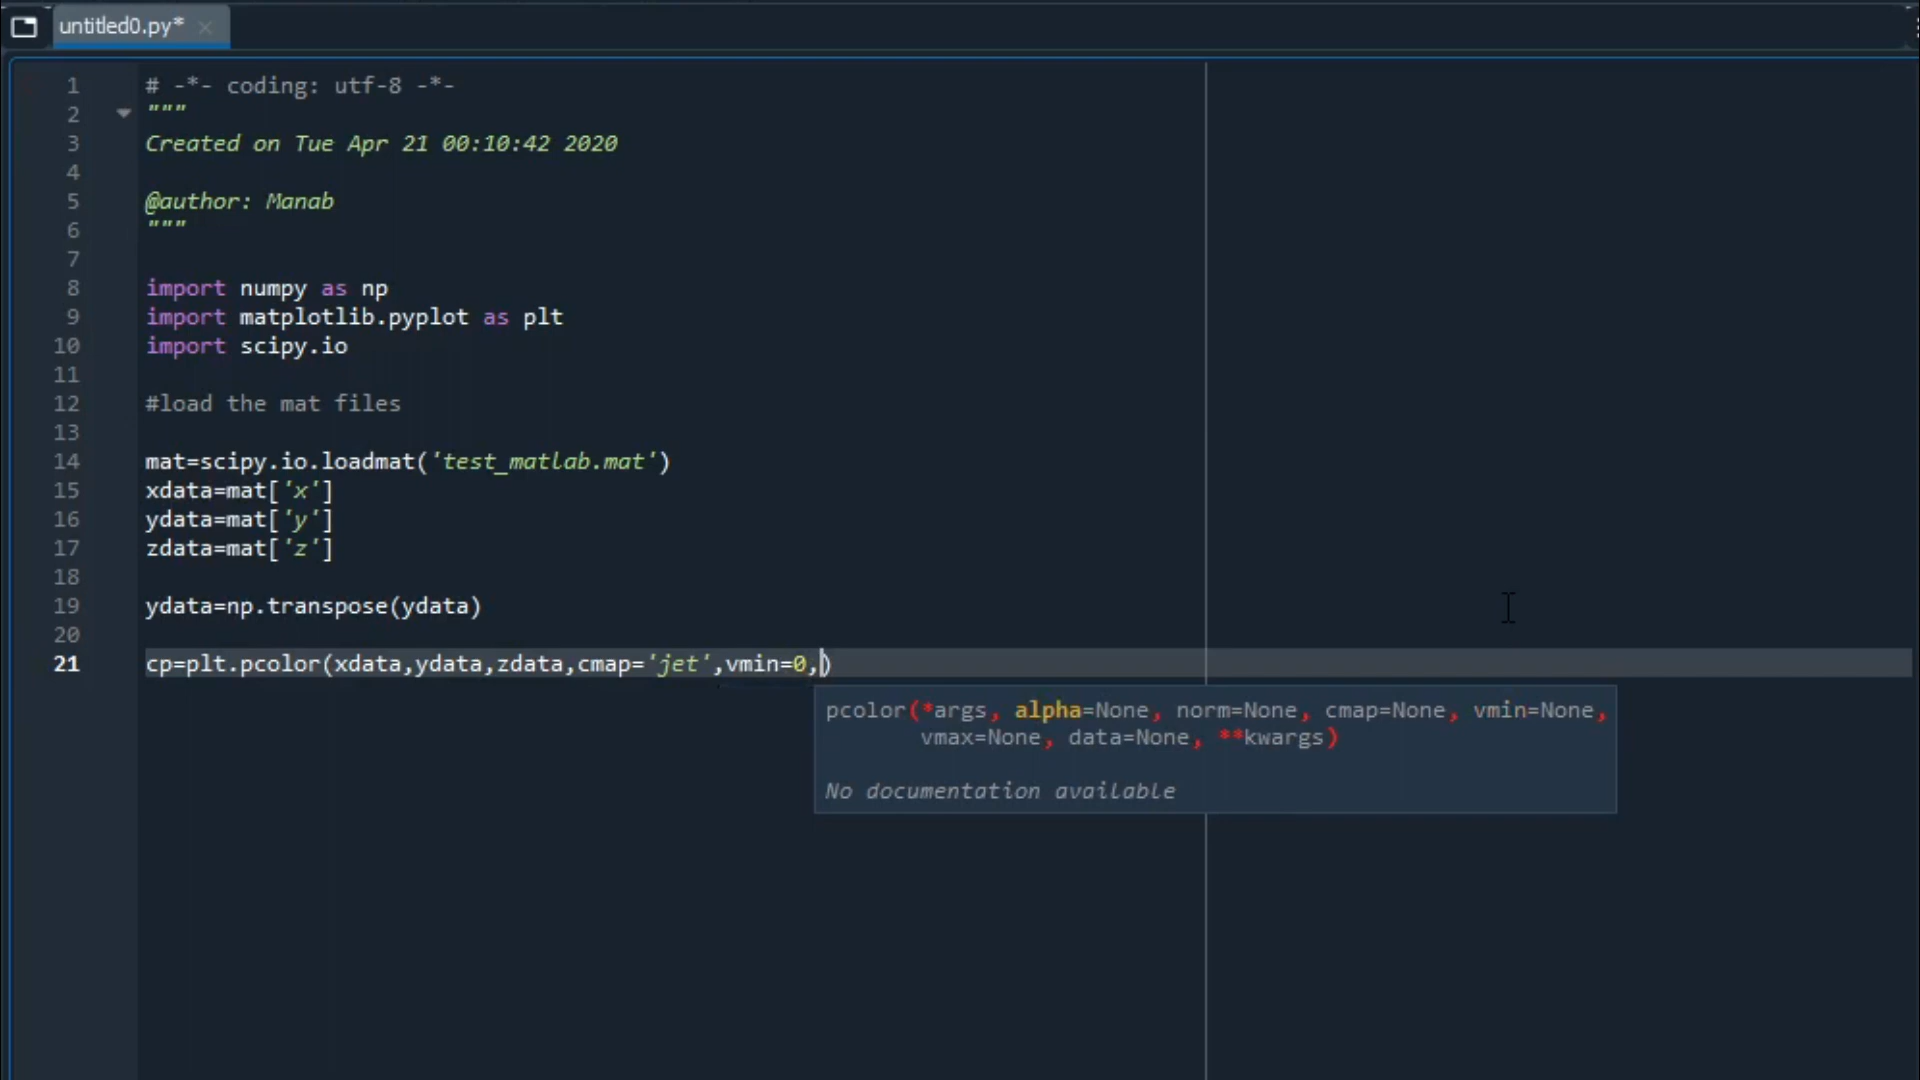 untitled0.py*
1 # -*- coding: utf-8 -*-
2 """
3 Created on Tue Apr 21 00:10:42 2020
4
5 @author: Manab
6 """
7
8 import numpy as np
9 import matplotlib.pyplot as plt
10 import scipy.io
11
12 #load the mat files
13
14 mat=scipy.io.loadmat('test_matlab.mat')
15 xdata=mat['x']
16 ydata=mat['y']
17 zdata=mat['z']
18
19 ydata=np.transpose(ydata)
20
21 cp=plt.pcolor(xdata,ydata,zdata,cmap='jet',vmin=0,)
pcolor(*args, alpha=None, norm=None, cmap=None, vmin=None,
vmax=None, data=None, **kwargs)
No documentation available